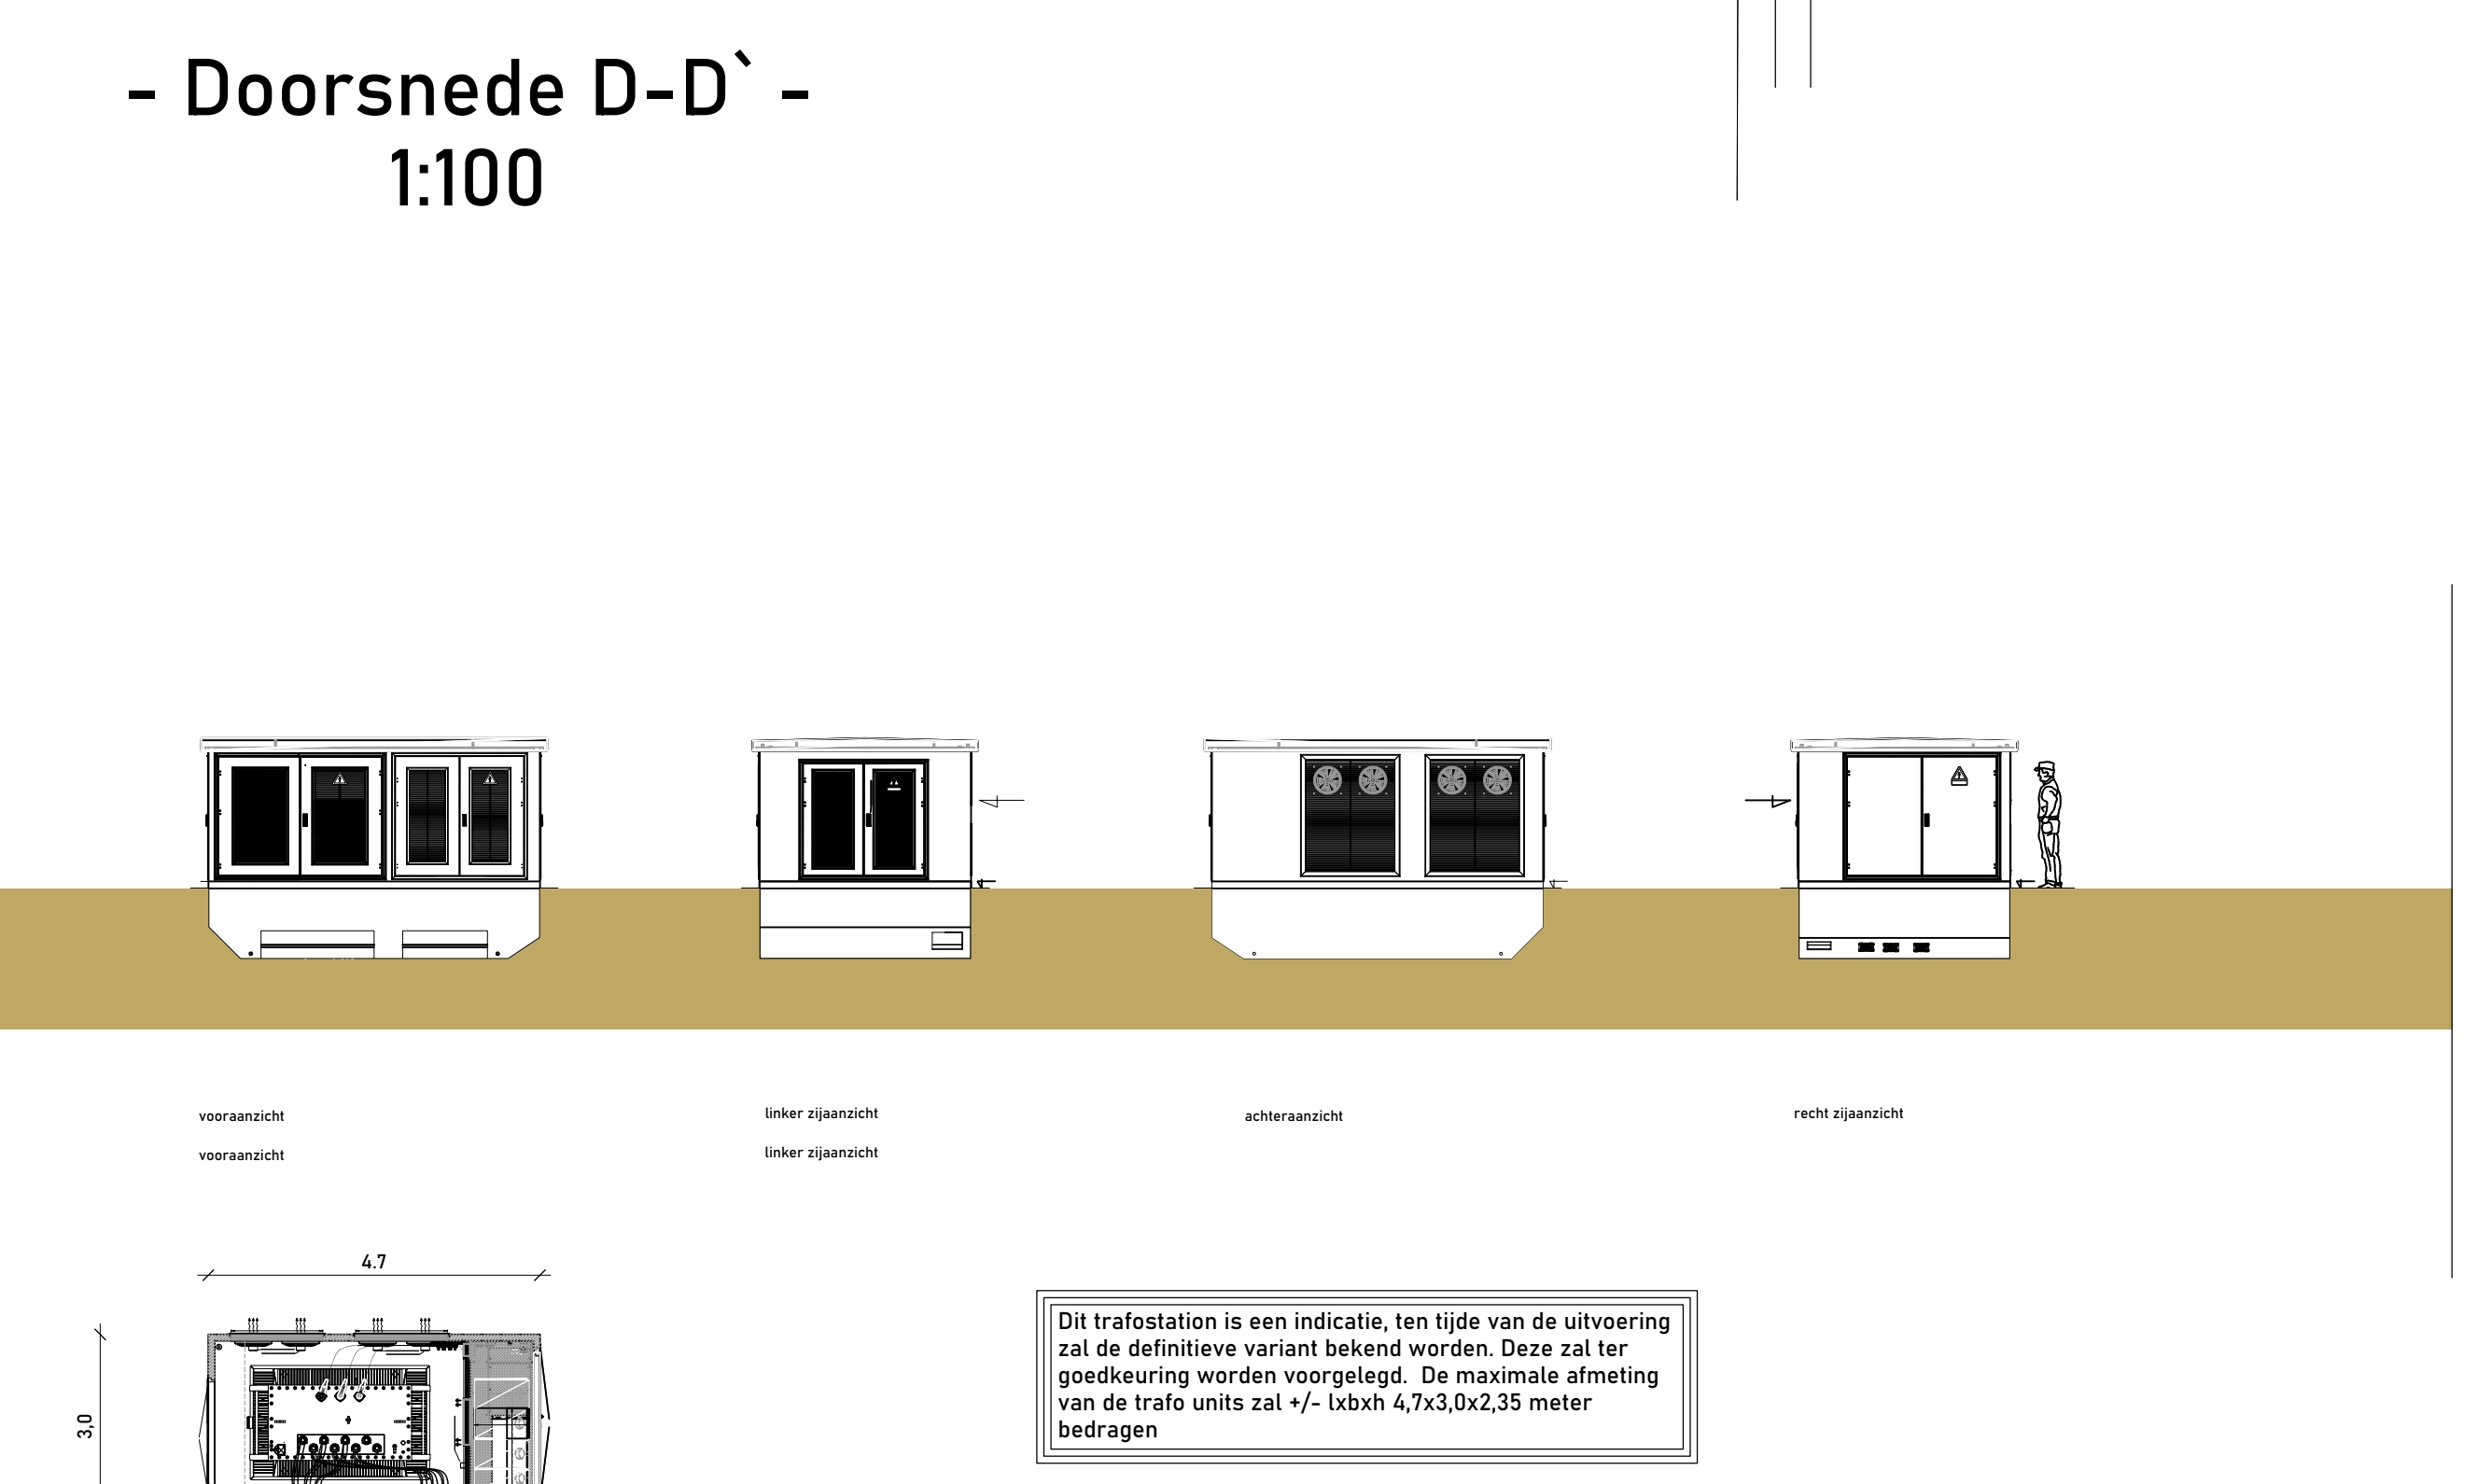 - Doorsnede D-D` -
1:100
vooraanzicht
linker zijaanzicht
achteraanzicht
recht zijaanzicht
vooraanzicht
linker zijaanzicht
4.7
3,0
Dit trafostation is een indicatie, ten tijde van de uitvoering
zal de definitieve variant bekend worden. Deze zal ter
goedkeuring worden voorgelegd.  De maximale afmeting
van de trafo units zal +/- lxbxh 4,7x3,0x2,35 meter
bedragen